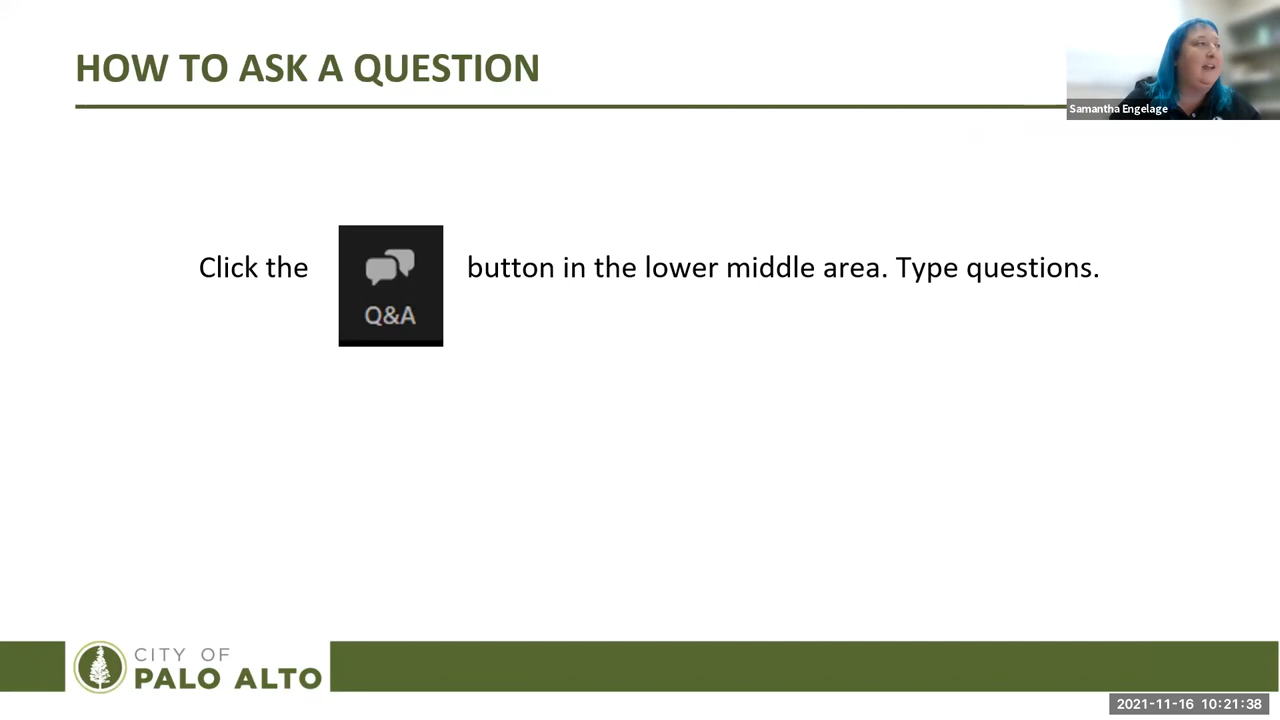 HOW TO ASK A QUESTION
Samantha Engelage
Click the
Q&A
button in the lower middle area. Type questions.
CITY OF
PALO ALTO
2021-11-16 10:21:38